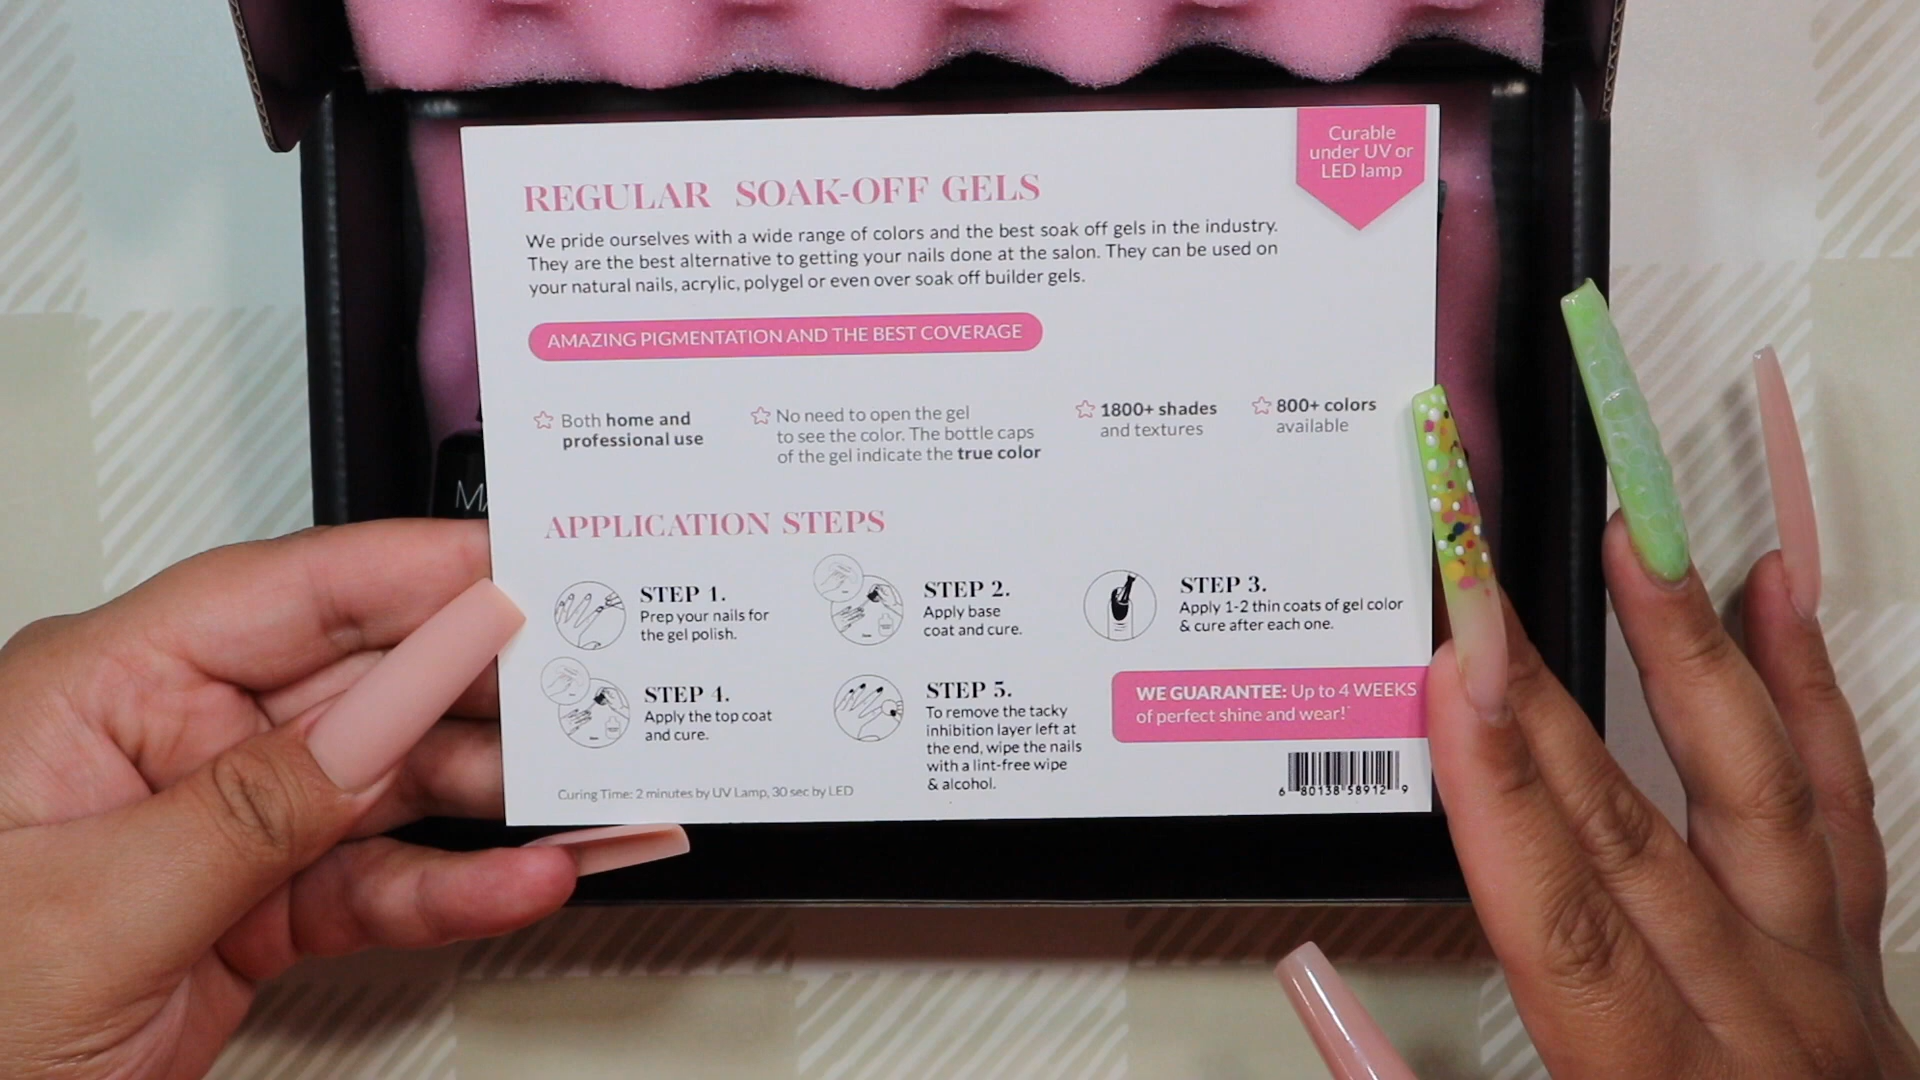 Curable
under UV or
LED lamp
REGULAR SOAK-OFF GELS
We pride ourselves with a wide range of colors and the best soak off gels in the industry.
They are the best alternative to getting your nails done at the salon. They can be used on
your natural nails, acrylic, polygel or even over soak off builder gels.
AMAZING PIGMENTATION AND THE BEST COVERAGE
Both home and
professional use
No need to open the gel
to see the color. The bottle caps
of the gel indicate the true color
1800+ shades
and textures
800+ colors
available
APPLICATION STEPS
STEP 1.
Prep your nails for
the gel polish.
STEP 2.
Apply base
coat and cure.
STEP 3.
Apply 1-2 thin coats of gel color
& cure after each one.
STEP 4.
Apply the top coat
and cure.
STEP 5.
To remove the tacky
inhibition layer left at
the end, wipe the nails
with a lint-free wipe
& alcohol.
WE GUARANTEE: Up to 4 WEEKS
of perfect shine and wear!
Curing Time: 2 minutes by UV Lamp, 30 sec by LED
6 80138 58912 9